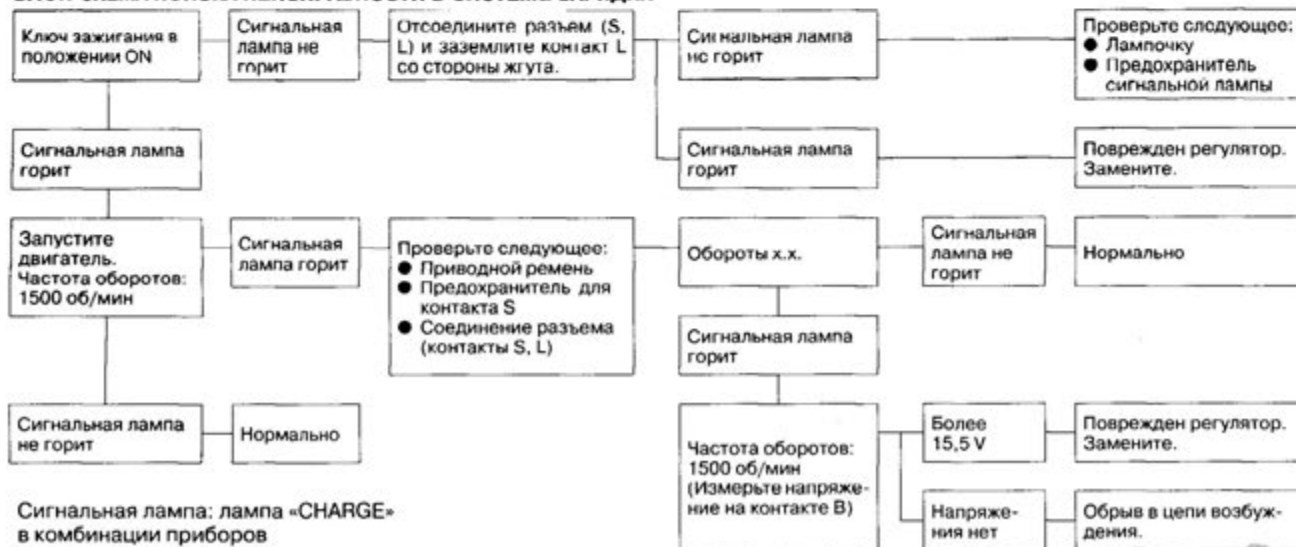 Ключ зажигания в
положении ON
Сигнальная
лампа не
горит
Отсоедините разъем (S,
L) и заземлите контакт L
со стороны жгута.
Сигнальная лампа
не горит
Проверьте следующее:
● Лампочку
● Предохранитель
сигнальной лампы
Сигнальная лампа
горит
Сигнальная лампа
горит
Поврежден регулятор.
Замените.
Запустите
двигатель.
Частота оборотов:
1500 об/мин
Сигнальная
лампа горит
Проверьте следующее:
● Приводной ремень
● Предохранитель для
контакта S
● Соединение разъема
(контакты S, L)
Обороты х.х.
Сигнальная
лампа не
горит
Нормально
Сигнальная лампа
горит
Сигнальная лампа
не горит
Нормально
Частота оборотов:
1500 об/мин
(Измерьте напряже-
ние на контакте В)
Более
15,5 V
Поврежден регулятор.
Замените.
Напряже-
ния нет
Обрыв в цепи возбуж-
дения.
Сигнальная лампа: лампа «CHARGE»
в комбинации приборов